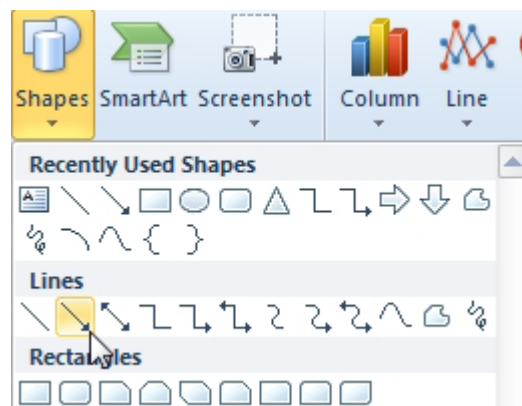 Shapes SmartArt Screenshot Column Line
Recently Used Shapes
Lines
Rectangles